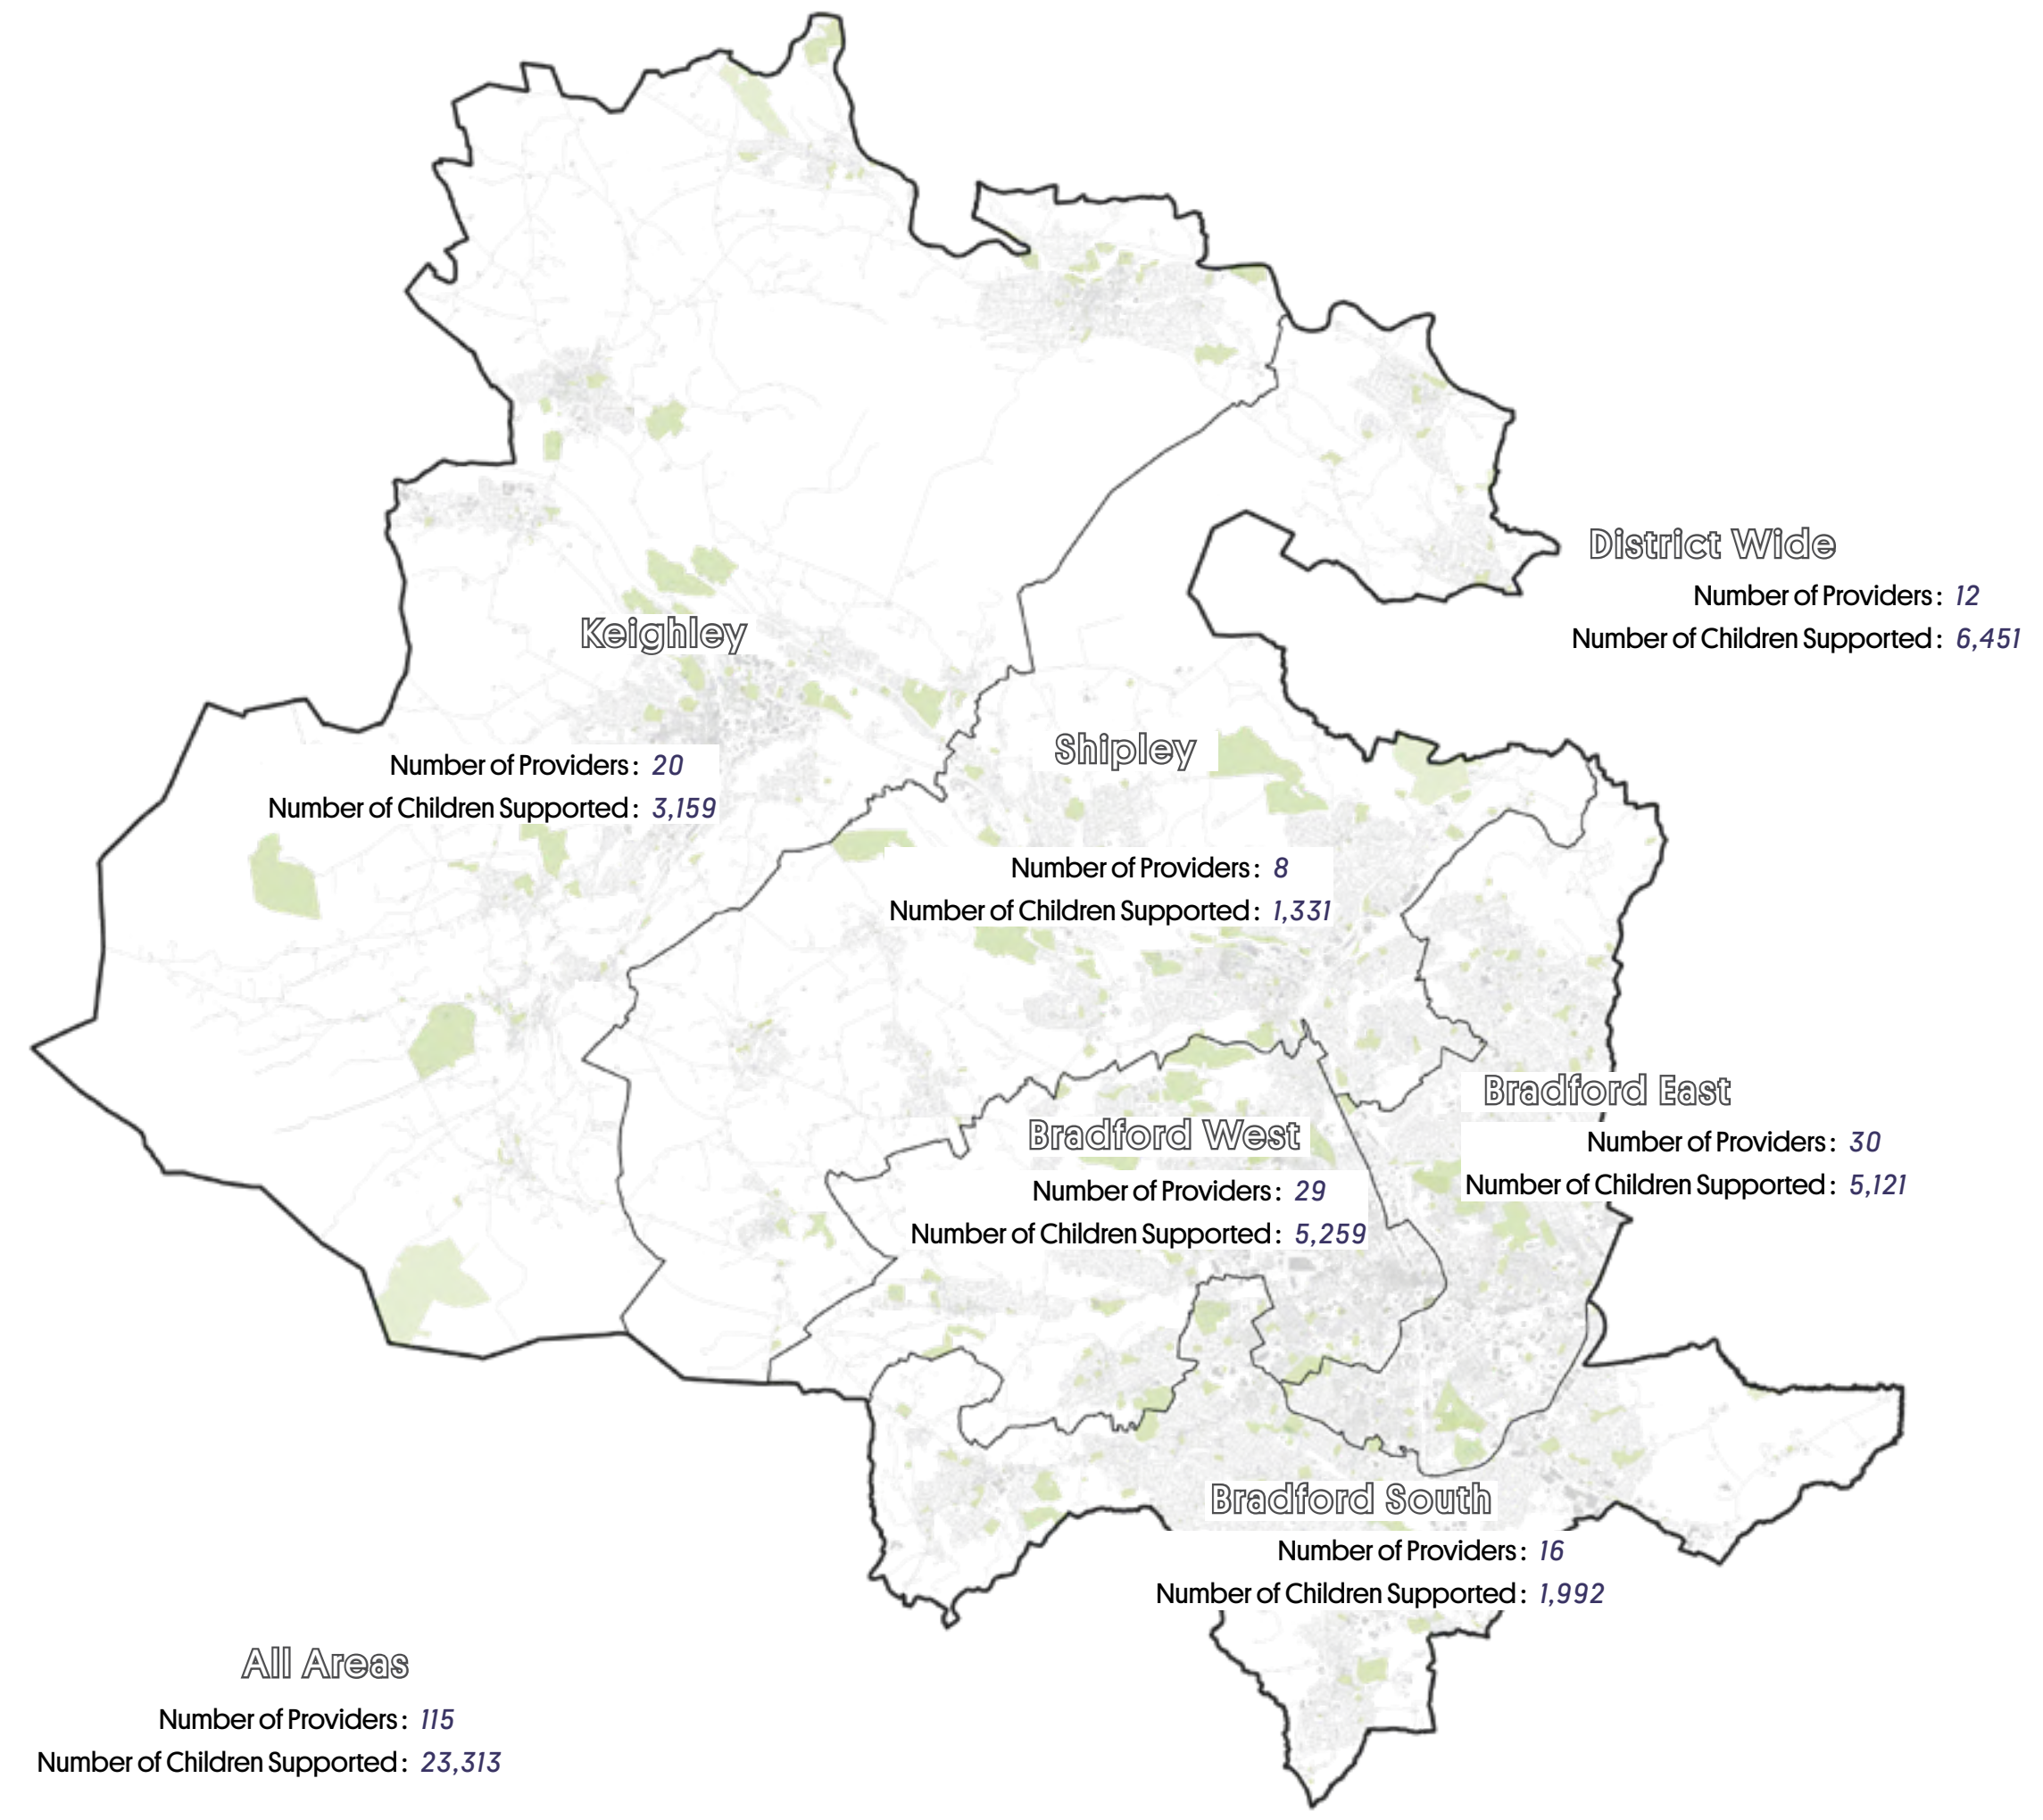 District Wide
Number of Providers: 12
Number of Children Supported: 6,451
Keighley
Number of Providers: 20
Number of Children Supported: 3,159
Shipley
Number of Providers: 8
Number of Children Supported: 1,331
Bradford East
Number of Providers: 30
Number of Children Supported: 5,121
Bradford West
Number of Providers: 29
Number of Children Supported: 5,259
Bradford South
Number of Providers: 16
Number of Children Supported: 1,992
All Areas
Number of Providers: 115
Number of Children Supported: 23,313